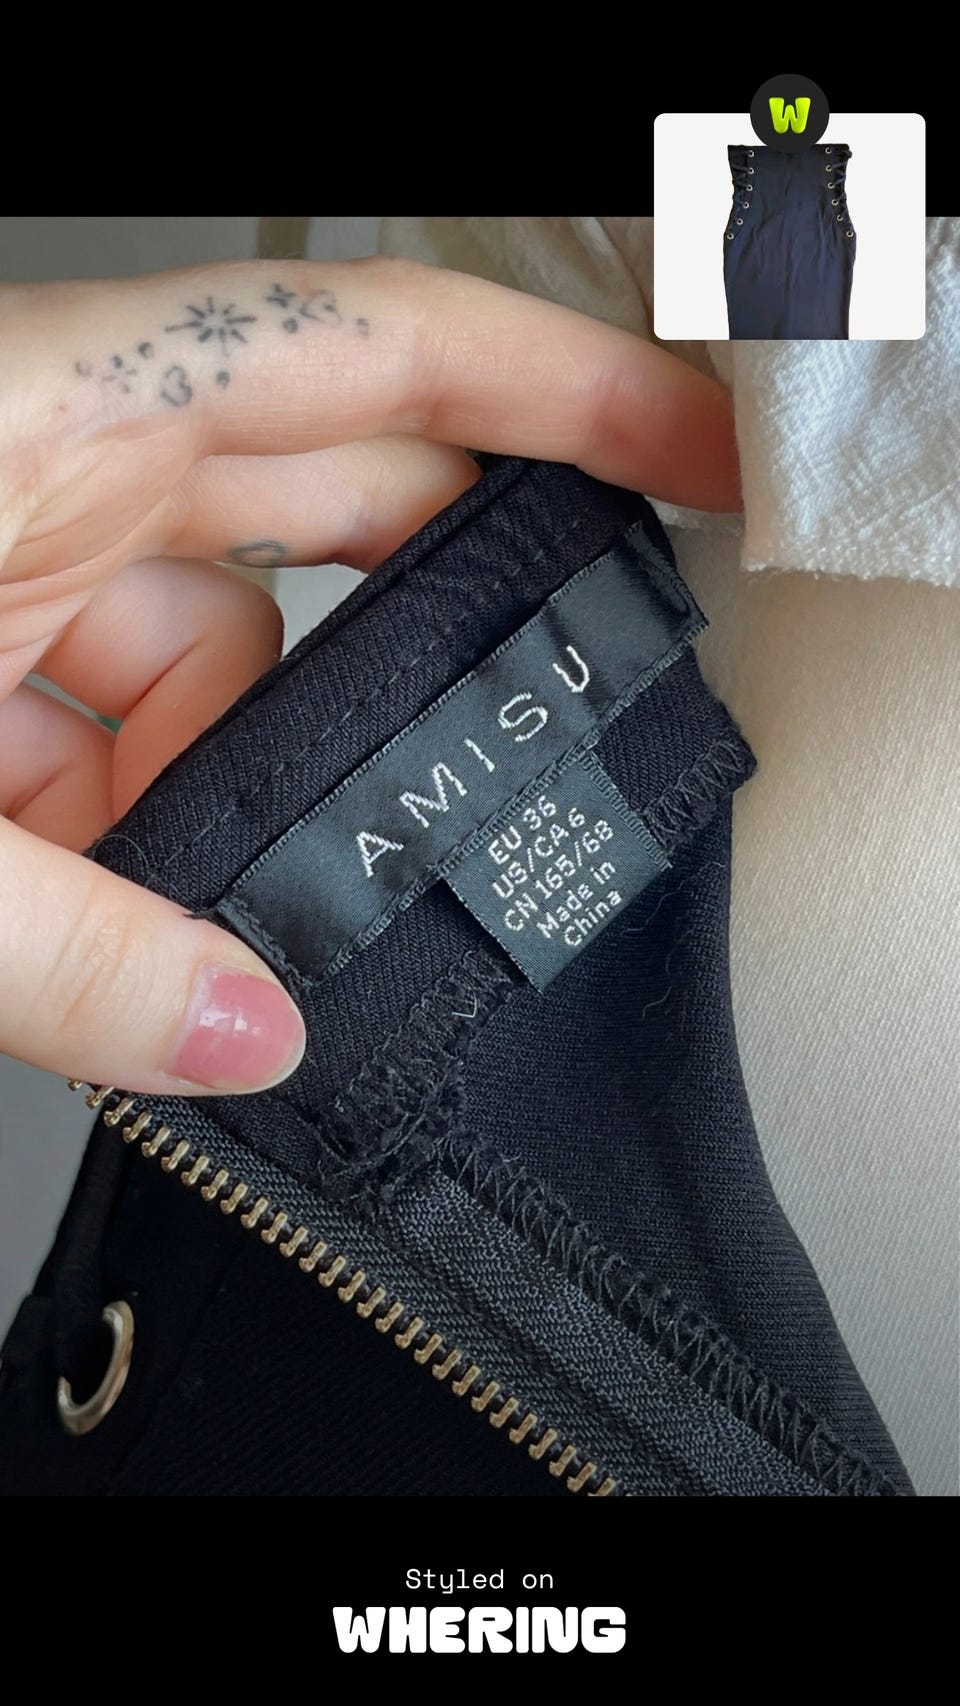 W
AMISU
EU 36
US/CA 6
CN 165/68
Made in
China
Styled on
WHERING